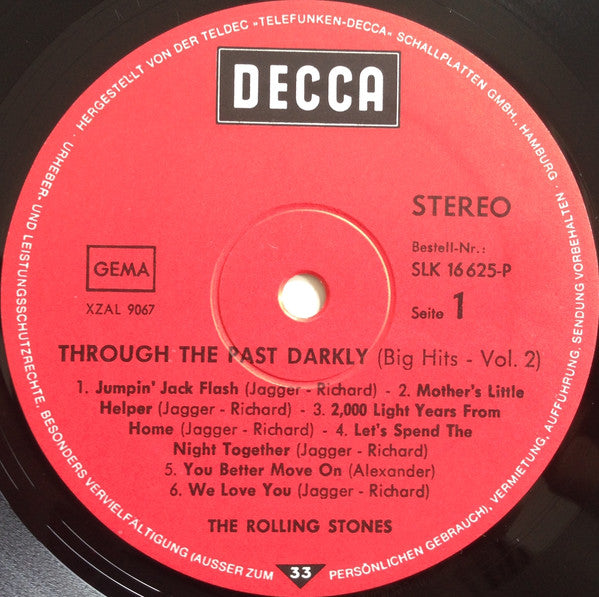 · HERGESTELLT VON DER TELDEC »TELEFUNKEN-DECCA« SCHALLPLATTEN GMBH., HAMBURG ·
URHEBER- UND LEISTUNGSSCHUTZRECHTE, BESONDERS VERVIELFÄLTIGUNG (AUSSER ZUM PERSÖNLICHEN GEBRAUCH), VERMIETUNG, AUFFÜHRUNG, SENDUNG VORBEHALTEN
DECCA
STEREO
Bestell-Nr.:
SLK 16 625-P
Seite 1
GEMA
XZAL 9067
THROUGH THE PAST DARKLY (Big Hits - Vol. 2)
1. Jumpin' Jack Flash (Jagger - Richard) - 2. Mother's Little
Helper (Jagger - Richard) - 3. 2,000 Light Years From
Home (Jagger - Richard) - 4. Let's Spend The
Night Together (Jagger - Richard)
5. You Better Move On (Alexander)
6. We Love You (Jagger - Richard)
THE ROLLING STONES
33